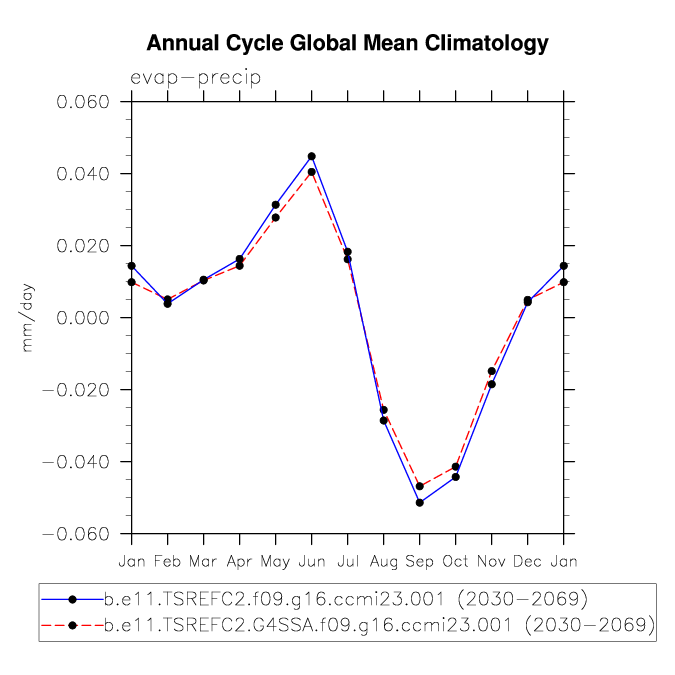 Annual Cycle Global Mean Climatology
evap-precip
0.060
0.040
0.020
0.000
-0.020
-0.040
-0.060
mm/day
Jan Feb Mar Apr May Jun Jul Aug Sep Oct Nov Dec Jan
b.e11.TSREFC2.f09.g16.ccmi23.001 (2030-2069)
b.e11.TSREFC2.G4SSA.f09.g16.ccmi23.001 (2030-2069)